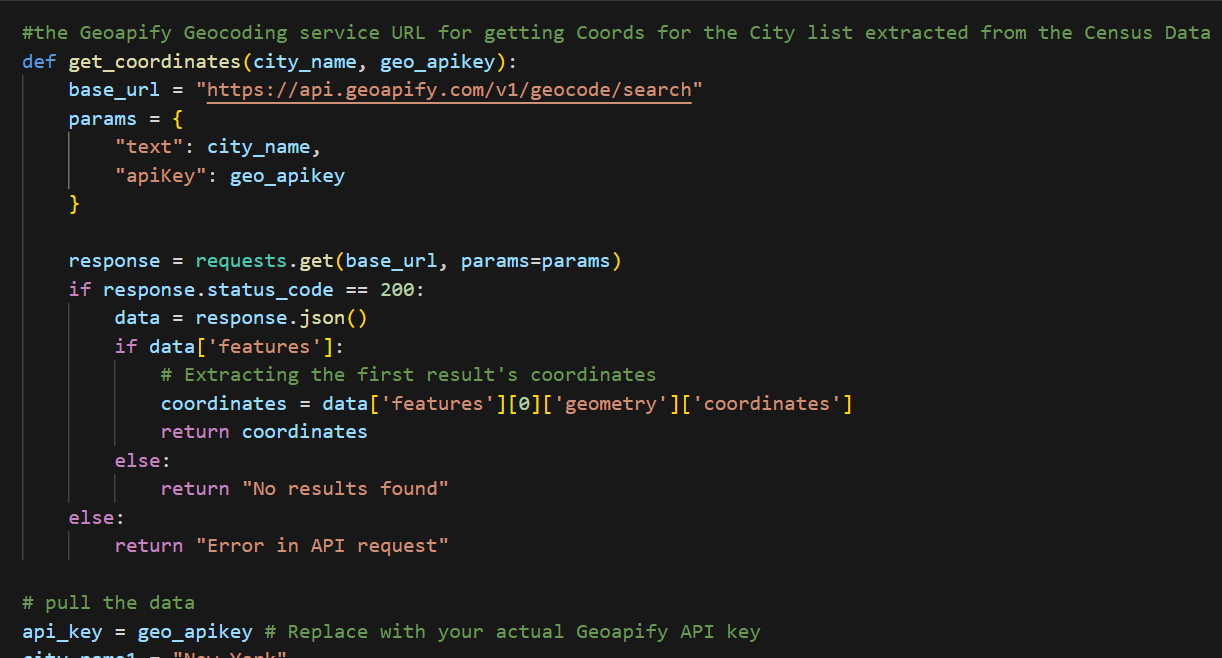 #the Geoapify Geocoding service URL for getting Coords for the City list extracted from the Census Data
def get_coordinates(city_name, geo_apikey):
    base_url = "https://api.geoapify.com/v1/geocode/search"
    params = {
        "text": city_name,
        "apiKey": geo_apikey
    }
    response = requests.get(base_url, params=params)
    if response.status_code == 200:
        data = response.json()
        if data['features']:
            # Extracting the first result's coordinates
            coordinates = data['features'][0]['geometry']['coordinates']
            return coordinates
        else:
            return "No results found"
    else:
        return "Error in API request"
# pull the data
api_key = geo_apikey # Replace with your actual Geoapify API key
city_name1 = "New York"